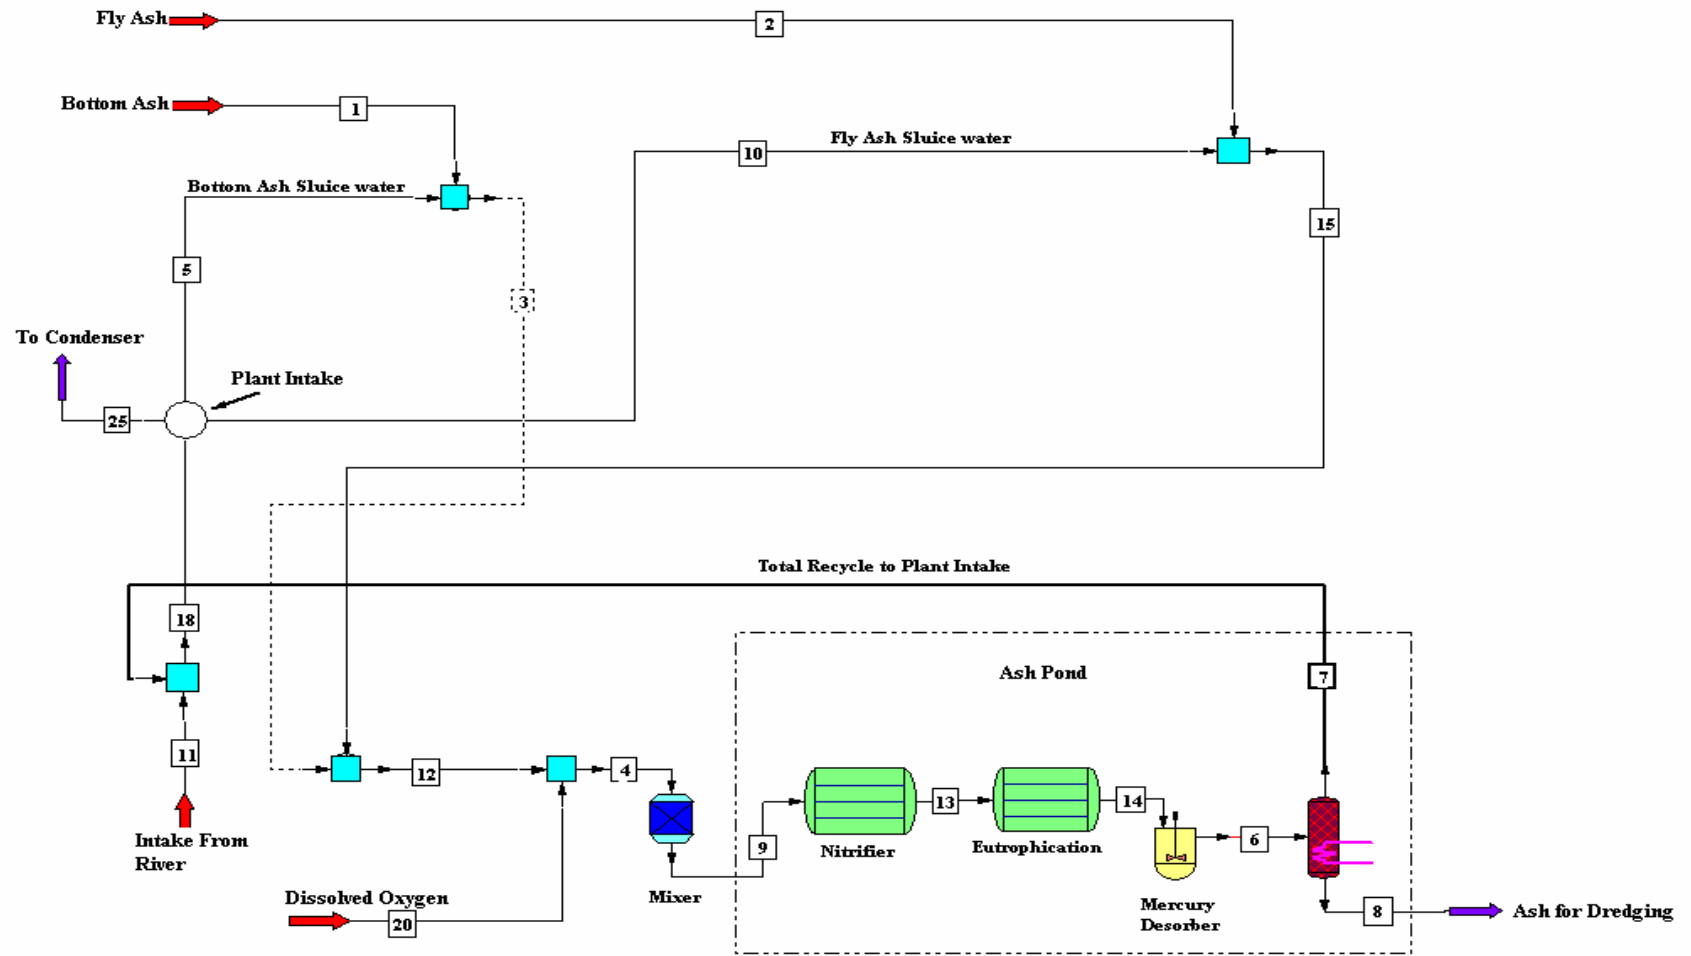 Fly Ash
2
Bottom Ash
1
10
Fly Ash Sluice water
Bottom Ash Sluice water
15
5
3
To Condenser
Plant Intake
25
Total Recycle to Plant Intake
18
Ash Pond
7
11
12
4
13
14
Intake From
River
9
Nitrifier
Eutrophication
6
Mixer
Dissolved Oxygen
20
Mercury
Desorber
8
Ash for Dredging